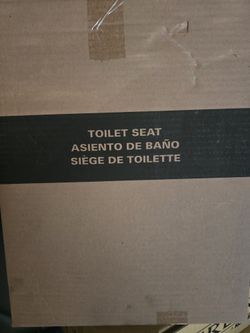 TOILET SEAT
ASIENTO DE BAÑO
SIÈGE DE TOILETTE